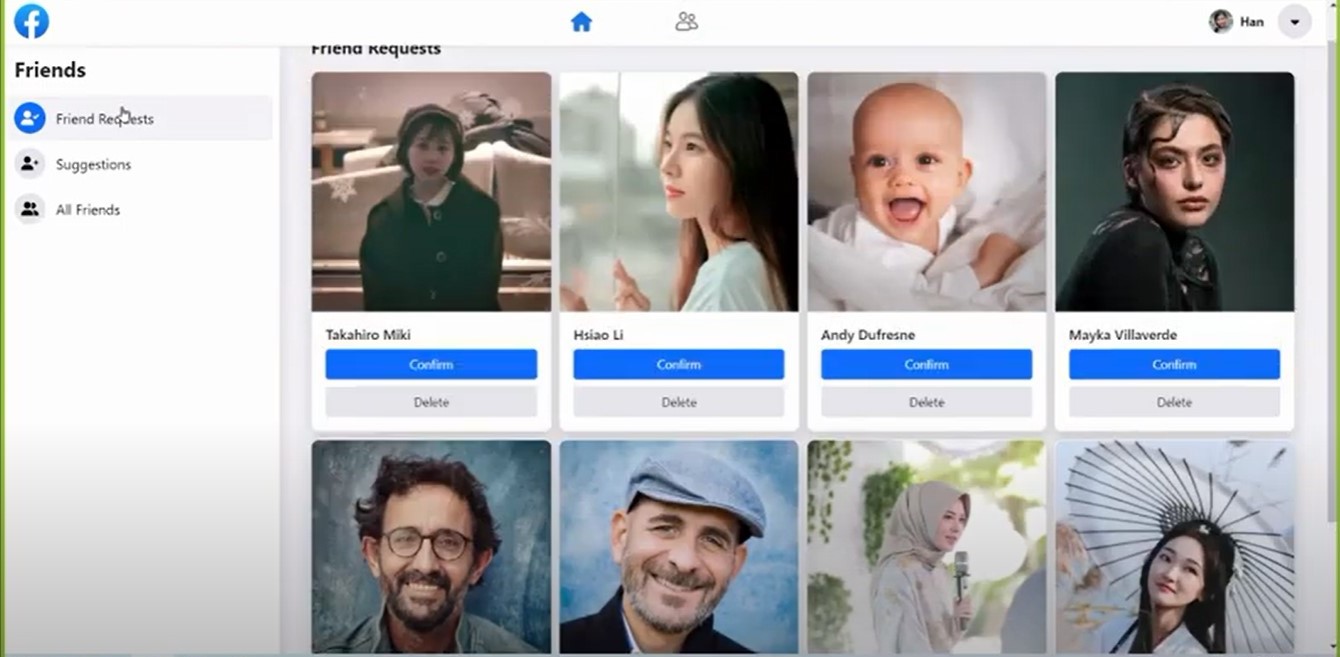 Han
Friends
Friend Requests
Suggestions
All Friends
Friend Requests
Takahiro Miki
Confirm
Delete
Hsiao Li
Confirm
Delete
Andy Dufresne
Confirm
Delete
Mayka Villaverde
Confirm
Delete